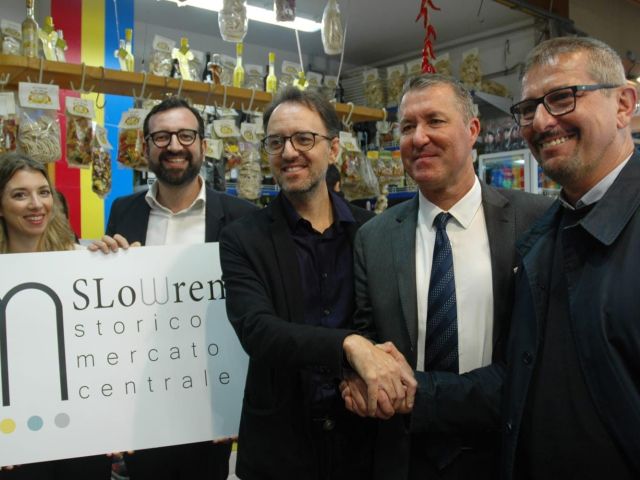 SLoWren
storico
mercato
centrale